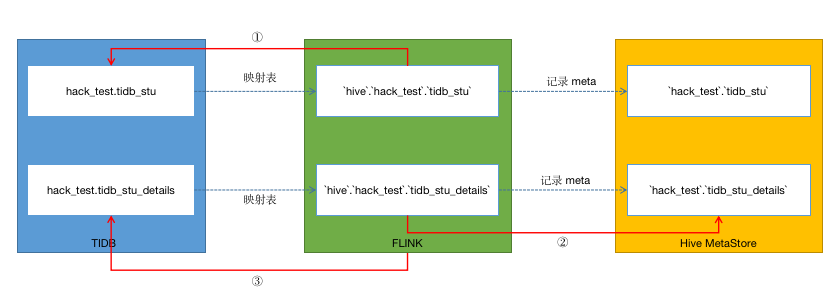 ①
映射表
记录 meta
hack_test.tidb_stu
`hive`.`hack_test`.`tidb_stu`
`hack_test`.`tidb_stu`
记录 meta
hack_test.tidb_stu_details
`hive`.`hack_test`.`tidb_stu_details`
`hack_test`.`tidb_stu_details`
映射表
TIDB
FLINK
②
Hive MetaStore
③